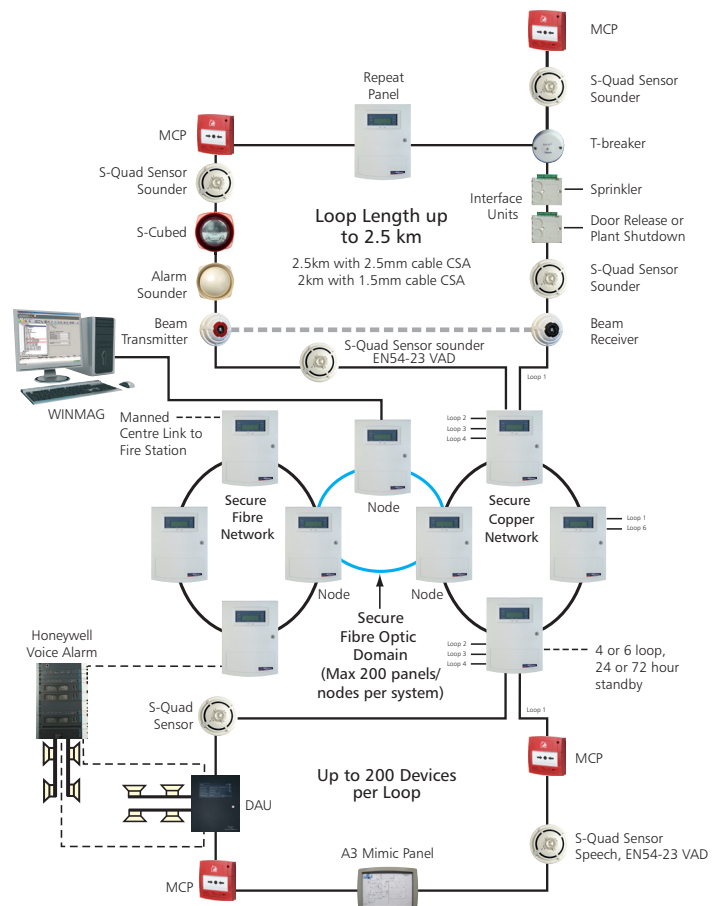 MCP
S-Quad Sensor
Sounder
Repeat
Panel
MCP
T-breaker
S-Quad Sensor
Sounder
Interface
Units
Sprinkler
Loop Length up
to 2.5 km
S-Cubed
Door Release or
Plant Shutdown
2.5km with 2.5mm cable CSA
2km with 1.5mm cable CSA
Alarm
Sounder
S-Quad Sensor
Sounder
Beam
Transmitter
Beam
Receiver
S-Quad Sensor sounder
EN54-23 VAD
Loop 1
WINMAG
Manned
Centre Link to
Fire Station
Loop 2
Loop 3
Loop 4
Node
Secure
Fibre
Network
Secure
Copper
Network
Loop 1
Loop 6
Node
Node
Secure
Fibre Optic
Domain
(Max 200 panels/
nodes per system)
Honeywell
Voice Alarm
Loop 2
Loop 3
Loop 4
4 or 6 loop,
24 or 72 hour
standby
S-Quad
Sensor
Loop 1
MCP
Up to 200 Devices
per Loop
DAU
S-Quad Sensor
Speech, EN54-23 VAD
A3 Mimic Panel
MCP